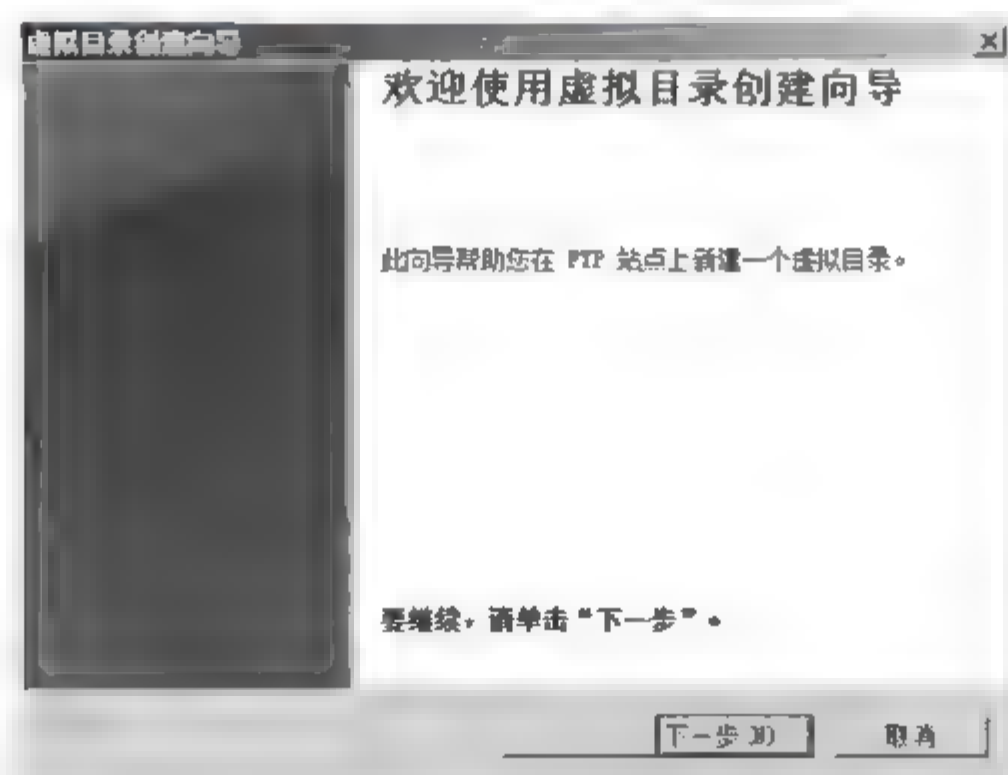 虚拟目录创建向导
欢迎使用虚拟目录创建向导
此向导帮助您在 FTP 站点上新建一个虚拟目录。
要继续，请单击“下一步”。
下一步(N)
取消